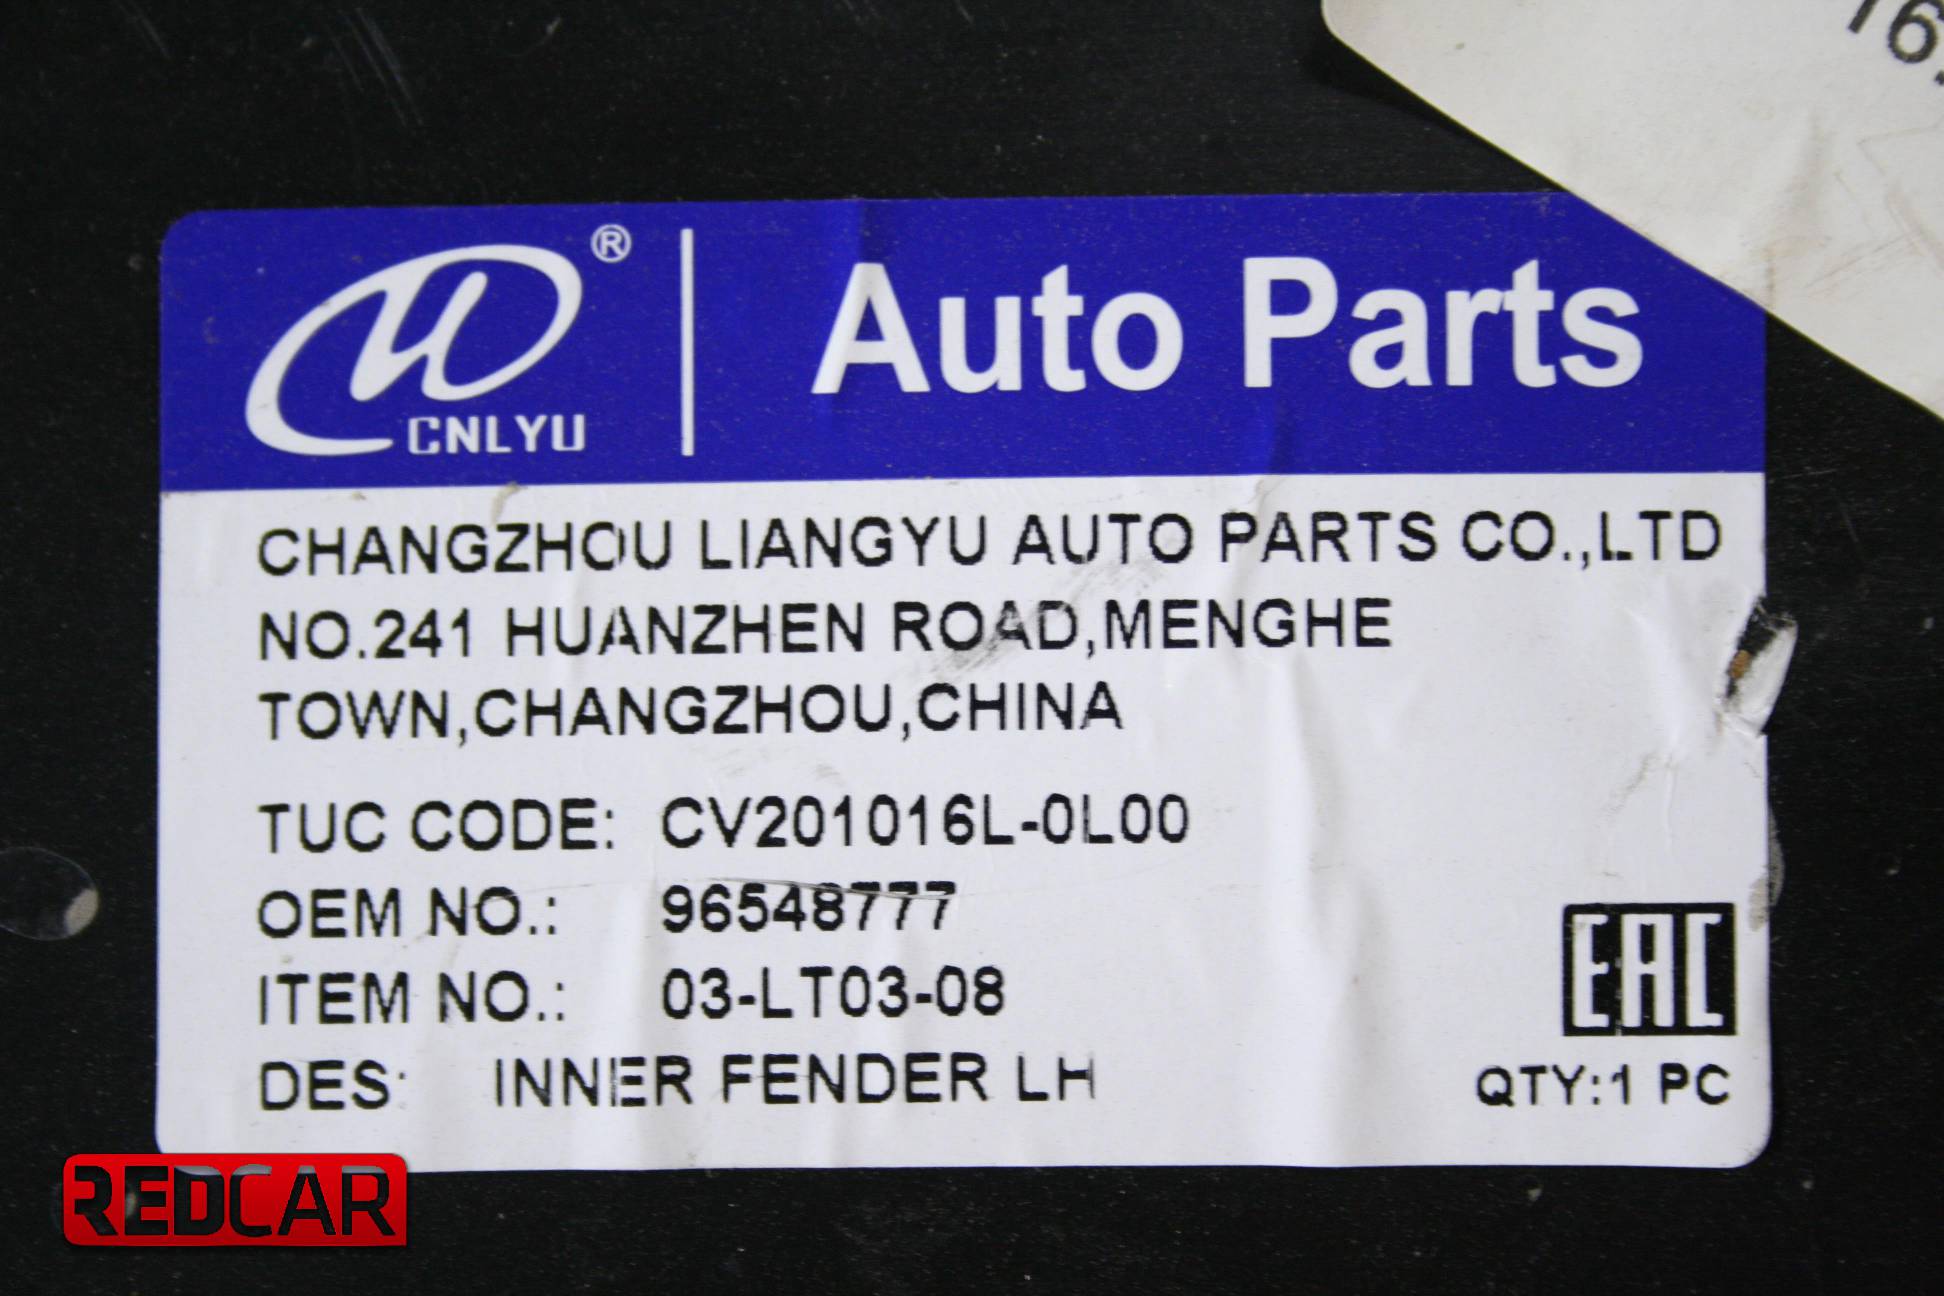 CNLYU ®
Auto Parts
CHANGZHOU LIANGYU AUTO PARTS CO.,LTD
NO.241 HUANZHEN ROAD,MENGHE
TOWN,CHANGZHOU,CHINA
TUC CODE: CV201016L-0L00
OEM NO.: 96548777
ITEM NO.: 03-LT03-08
DES: INNER FENDER LH
EAC
QTY:1 PC
REDCAR